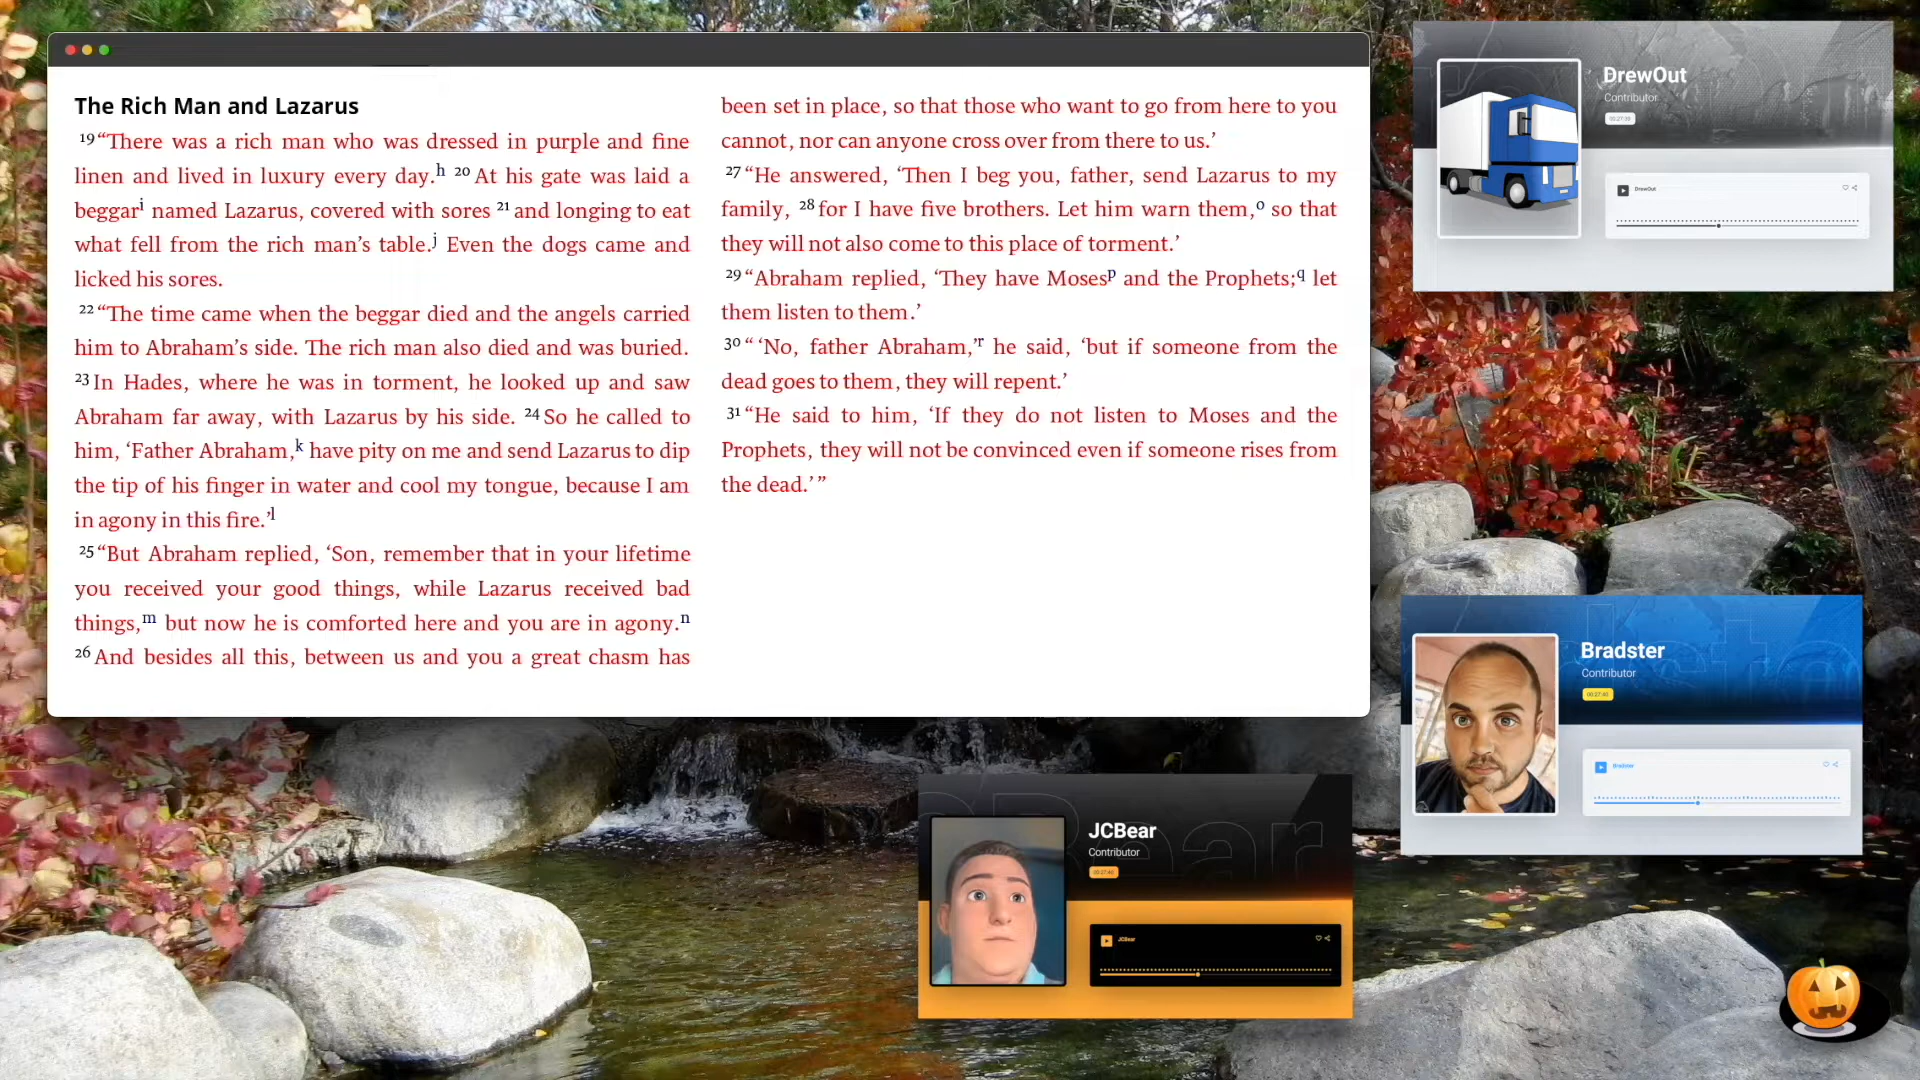 The Rich Man and Lazarus
19 “There was a rich man who was dressed in purple and fine
linen and lived in luxury every day.h 20 At his gate was laid a
beggari named Lazarus, covered with sores 21 and longing to eat
what fell from the rich man’s table.j Even the dogs came and
licked his sores.
22 “The time came when the beggar died and the angels carried
him to Abraham’s side. The rich man also died and was buried.
23 In Hades, where he was in torment, he looked up and saw
Abraham far away, with Lazarus by his side. 24 So he called to
him, ‘Father Abraham,k have pity on me and send Lazarus to dip
the tip of his finger in water and cool my tongue, because I am
in agony in this fire.’l
25 “But Abraham replied, ‘Son, remember that in your lifetime
you received your good things, while Lazarus received bad
things,m but now he is comforted here and you are in agony.n
26 And besides all this, between us and you a great chasm has
been set in place, so that those who want to go from here to you
cannot, nor can anyone cross over from there to us.’
27 “He answered, ‘Then I beg you, father, send Lazarus to my
family, 28 for I have five brothers. Let him warn them,o so that
they will not also come to this place of torment.’
29 “Abraham replied, ‘They have Mosesp and the Prophets;q let
them listen to them.’
30 “ ‘No, father Abraham,’r he said, ‘but if someone from the
dead goes to them, they will repent.’
31 “He said to him, ‘If they do not listen to Moses and the
Prophets, they will not be convinced even if someone rises from
the dead.’ ”
DrewOut
Contributor
DrewOut
Bradster
Contributor
00:27:40
Bradster
JCBear
Contributor
00:27:40
JCBear